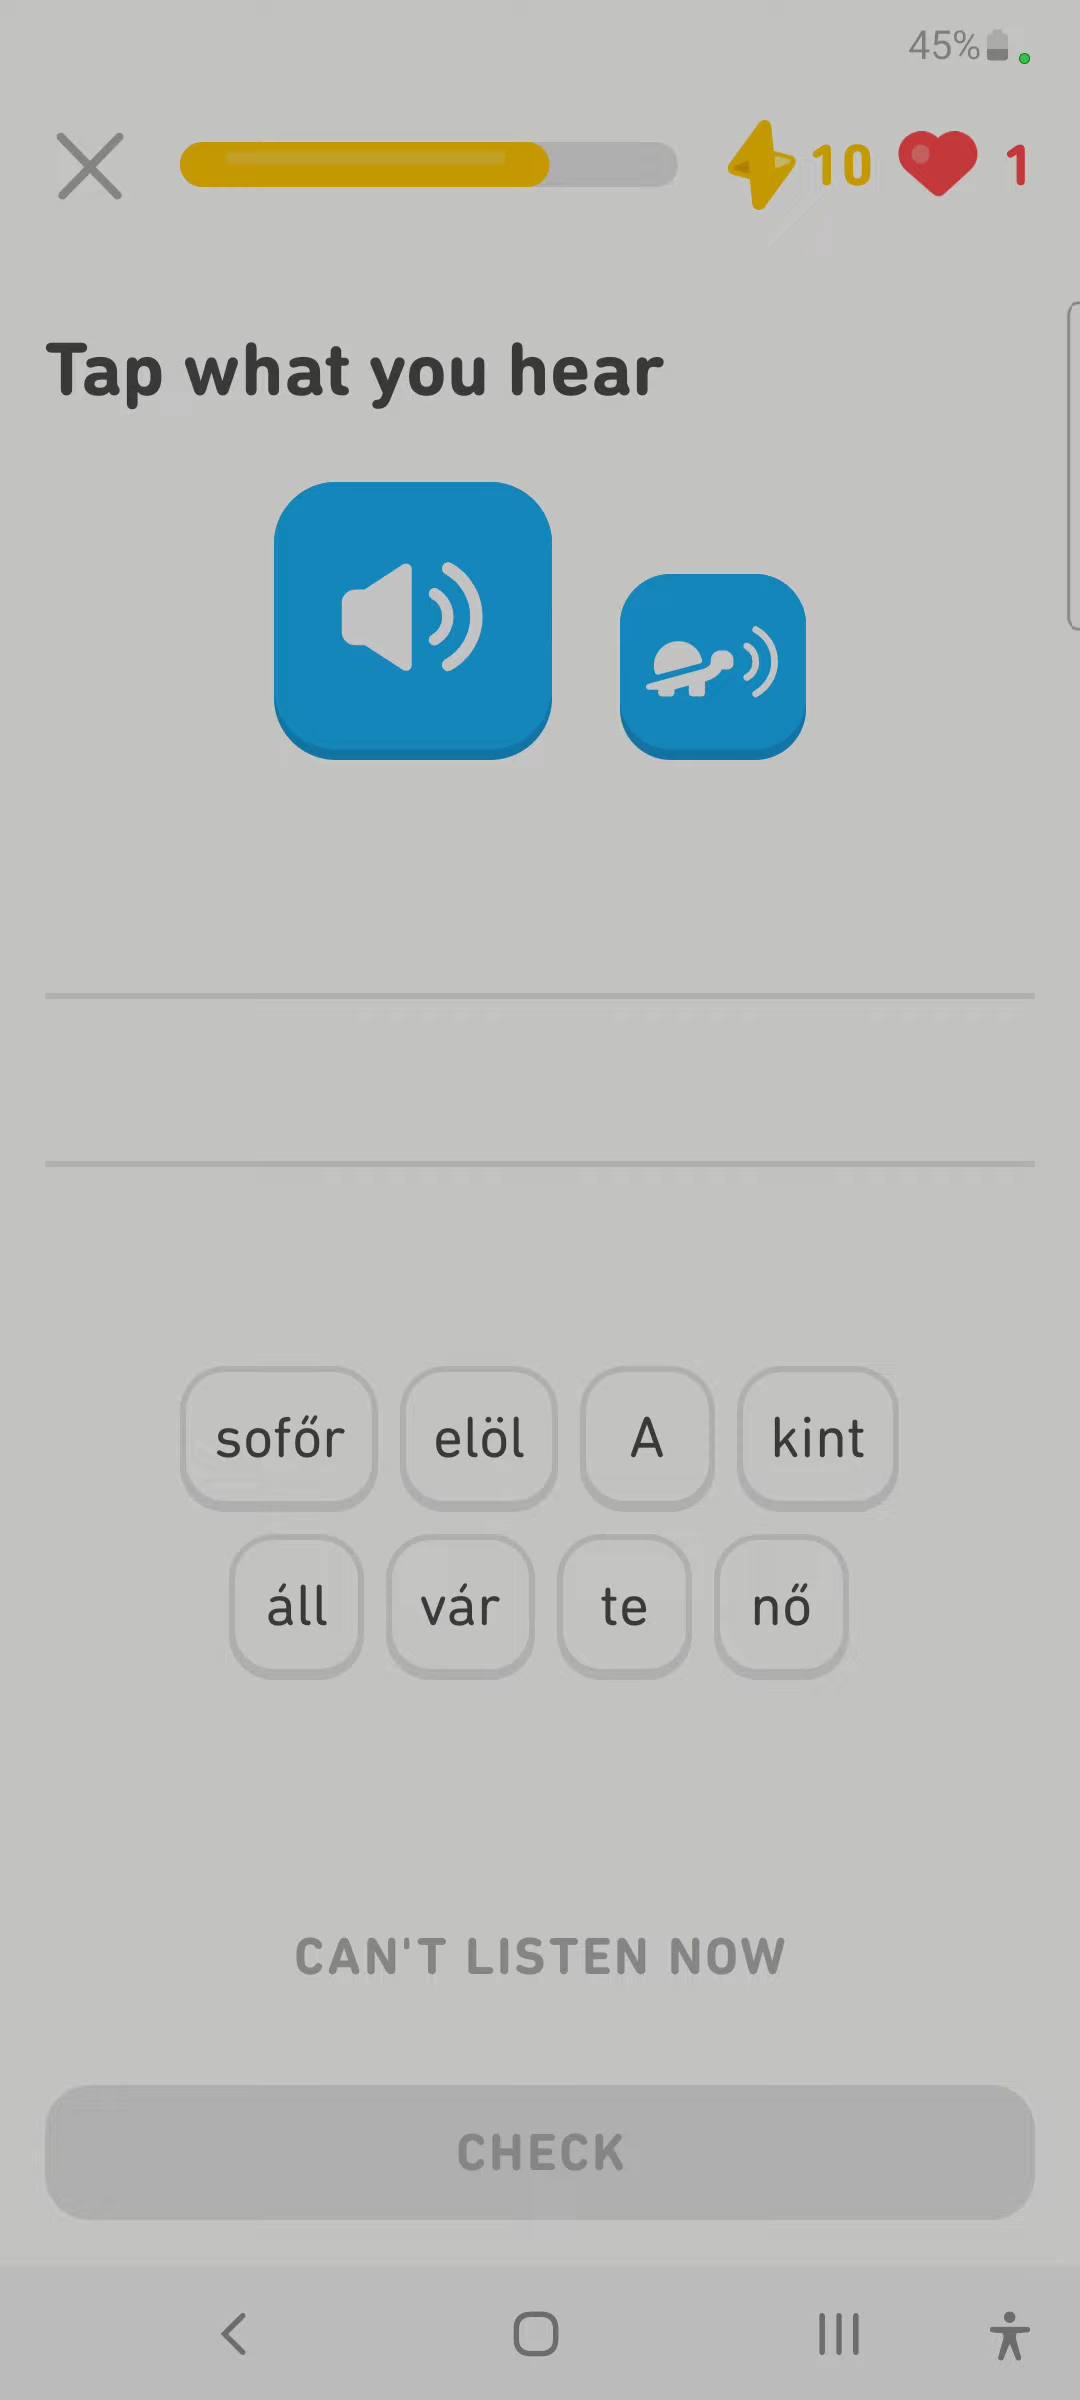 45%
10 1
Tap what you hear
sofőr elöl A kint
áll vár te nő
CAN'T LISTEN NOW
CHECK